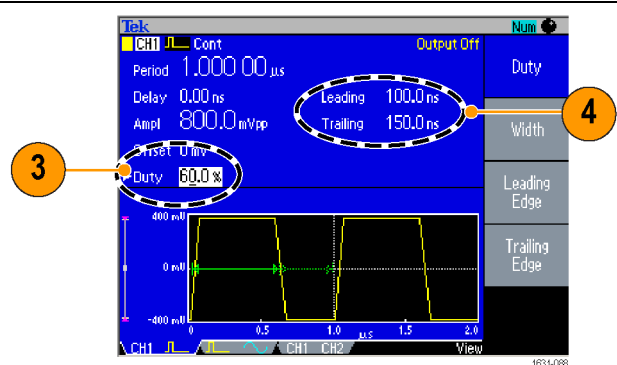 Tek Num
CH1 Cont Output Off
Period 1.000 00 µs
Delay 0.00 ns
Ampl 800.0 mVpp
Offset 0 mV
Duty 60.0 %
Leading 100.0 ns
Trailing 150.0 ns
3
4
Duty
Width
Leading
Edge
Trailing
Edge
400 mV
0 mV
-400 mV
0 0.5 1.0 µs 1.5 2.0
CH1 CH1 CH2 View
1631-088